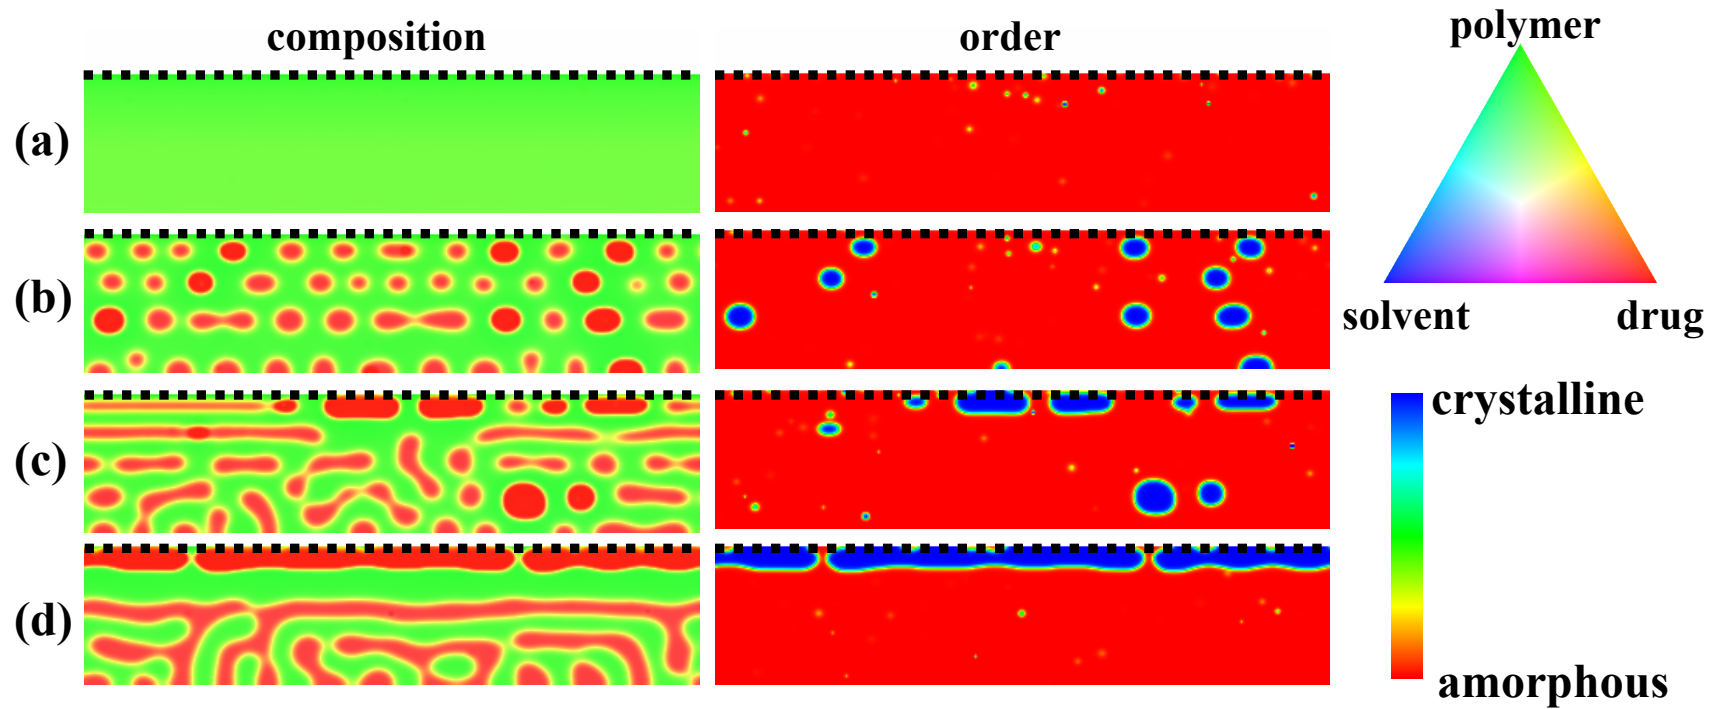 composition
order
polymer
(a)
(b)
solvent
drug
(c)
crystalline
(d)
amorphous